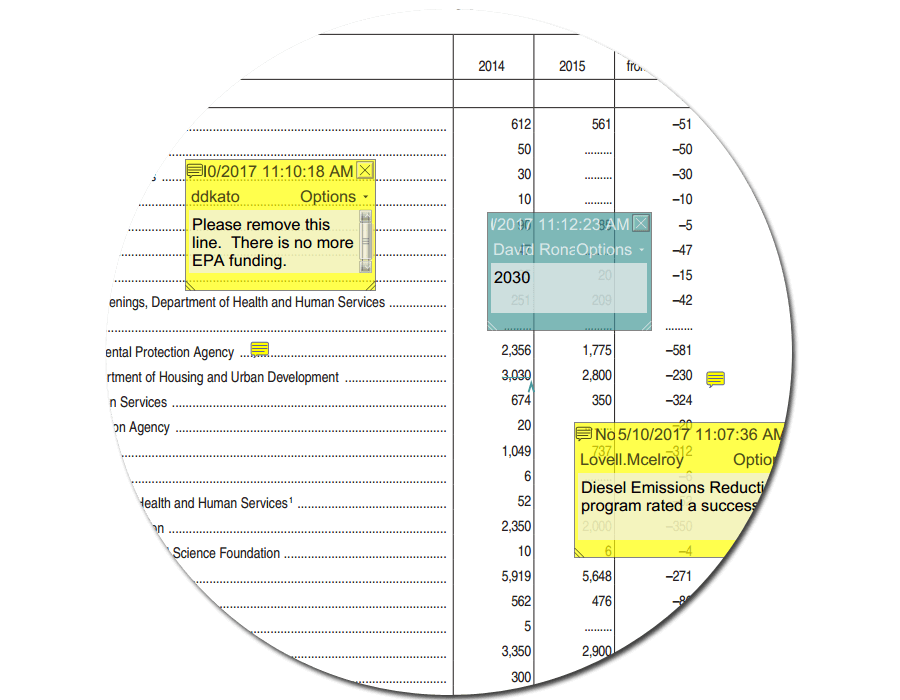 2014 2015
............ 612 561 –51
............ 50 ......... –50
............ 30 ......... –30
10 ......... –10
0/2017 11:10:18 AM
ddkato Options
Please remove this
line. There is no more
EPA funding.
–5
/2017 11:12:23 AM
David Rona Options
2030
–47
20 –15
enings, Department of Health and Human Services ............ 251 209 –42
............ ......... ......... .........
ental Protection Agency ............ 2,356 1,775 –581
rtment of Housing and Urban Development ............ 3,030 2,800 –230
n Services ............ 674 350 –324
on Agency ............ 20 –20
No 5/10/2017 11:07:36 AM
Lovell.Mcelroy Option
Diesel Emissions Reducti
program rated a success
............ 1,049 737 –312
............ 6
Health and Human Services¹ ............ 52
on ............ 2,350 2,000 –350
Science Foundation ............ 10 6 –4
............ 5,919 5,648 –271
............ 562 476
............ 5 .........
............ 3,350 2,900
............ 300